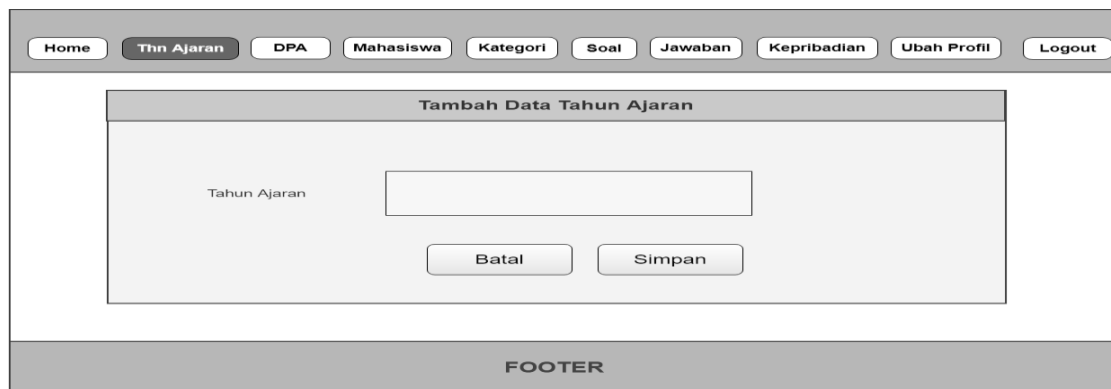 Home Thn Ajaran DPA Mahasiswa Kategori Soal Jawaban Kepribadian Ubah Profil Logout
Tambah Data Tahun Ajaran
Tahun Ajaran
Batal Simpan
FOOTER